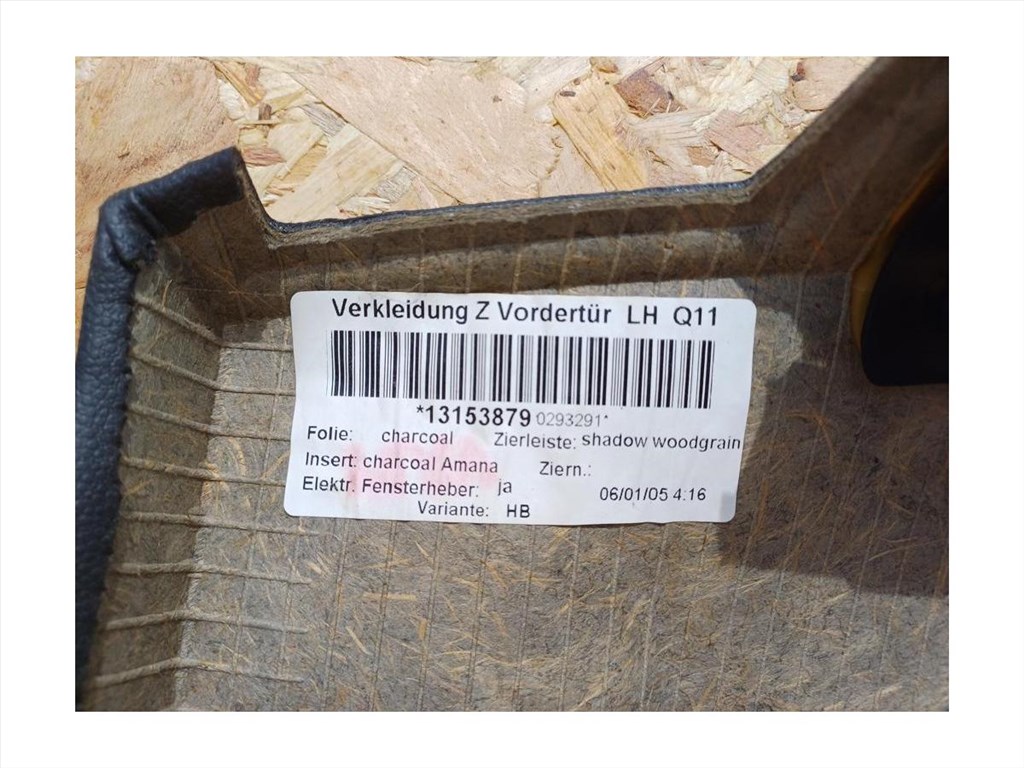 Verkleidung Z Vordertür LH Q11
*13153879 0293291*
Folie: charcoal Zierleiste: shadow woodgrain
Insert: charcoal Amana Ziern.:
Elektr. Fensterheber: ja 06/01/05 4:16
Variante: HB